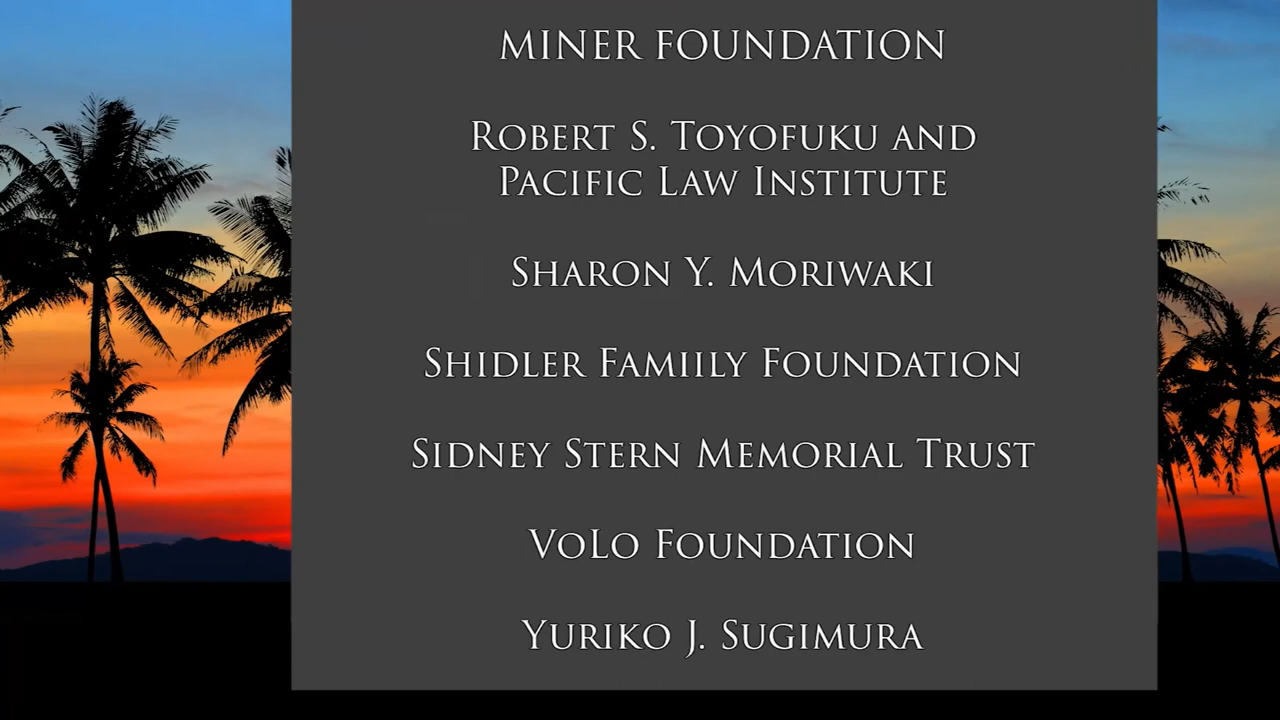 MINER FOUNDATION
ROBERT S. TOYOFUKU AND
PACIFIC LAW INSTITUTE
SHARON Y. MORIWAKI
SHIDLER FAMIILY FOUNDATION
SIDNEY STERN MEMORIAL TRUST
VOLO FOUNDATION
YURIKO J. SUGIMURA